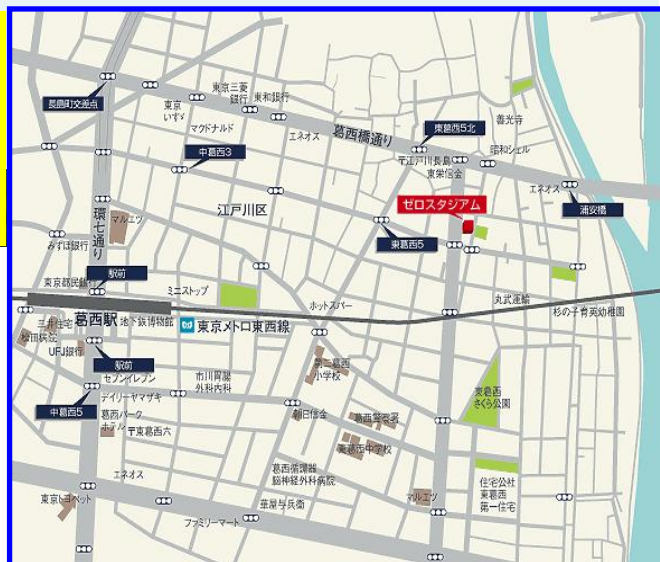 長島町交差点
東京
いすゞ
東京三菱
銀行
東和銀行
マクドナルド
中葛西3
エネオス
葛西橋通り
東葛西5北
善光寺
昭和シェル
〒江戸川長島
東栄信金
エネオス
浦安橋
ゼロスタジアム
江戸川区
東葛西5
環七通り
マルエツ
みずほ銀行
東京都民銀行
駅前
ミニストップ
ホットスパー
丸武運輸
杉の子育英幼稚園
葛西駅
地下鉄博物館
東京メトロ東西線
三井住宅
松田病院
UFJ銀行
駅前
セブンイレブン
市川胃腸
外科内科
第二葛西
小学校
東葛西
さくら公園
中葛西5
デイリーヤマザキ
葛西パーク
ホテル
〒東葛西六
朝日信金
葛西警察署
東葛西中学校
エネオス
葛西循環器
脳神経外科病院
住宅公社
東葛西
第一住宅
東京トヨペット
華屋与兵衛
マルエツ
ファミリーマート